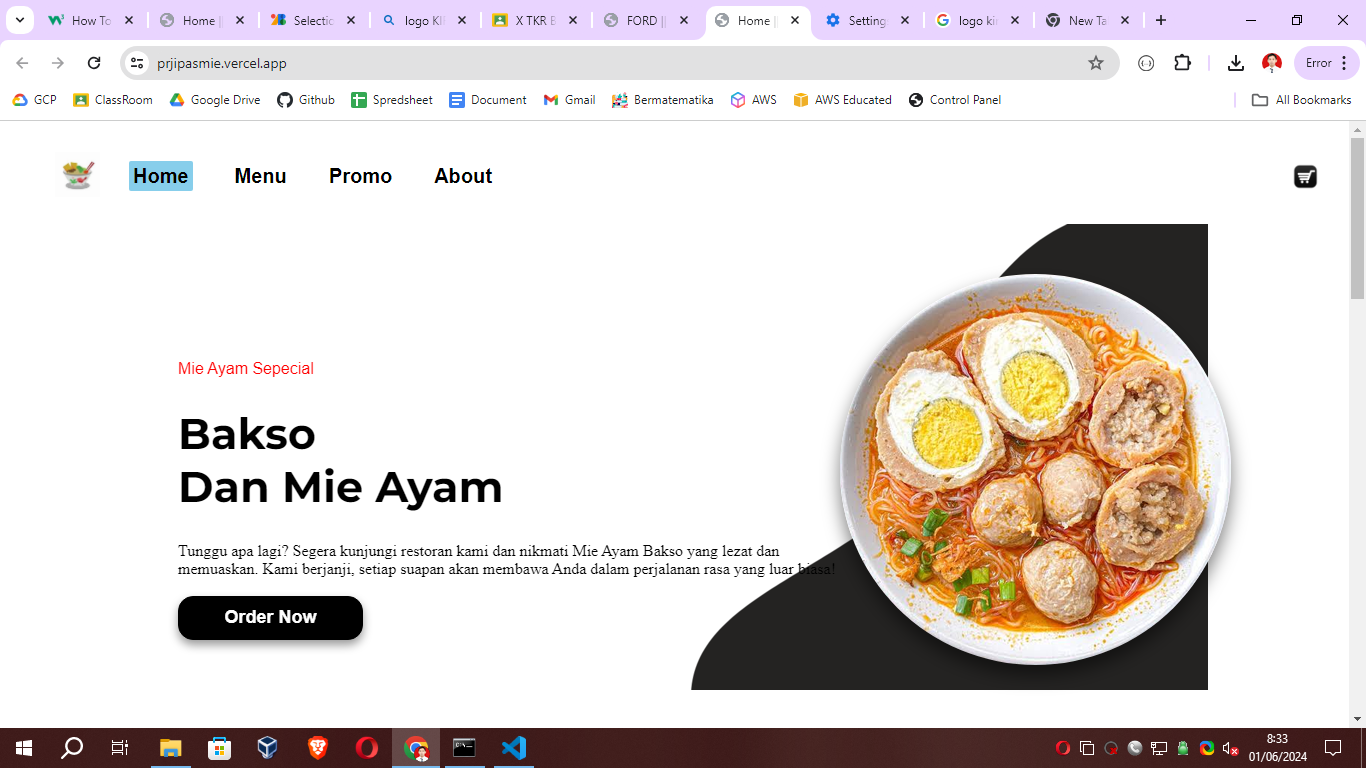 How To
Home ||
Selectio
logo KI
X TKR B
FORD ||
Home ||
Setting
logo kir
New Ta
prjipasmie.vercel.app
Error
GCP
ClassRoom
Google Drive
Github
Spredsheet
Document
Gmail
Bermatematika
AWS
AWS Educated
Control Panel
All Bookmarks
Home
Menu
Promo
About
Mie Ayam Sepecial
Bakso
Dan Mie Ayam
Tunggu apa lagi? Segera kunjungi restoran kami dan nikmati Mie Ayam Bakso yang lezat dan
memuaskan. Kami berjanji, setiap suapan akan membawa Anda dalam perjalanan rasa yang luar biasa!
Order Now
8:33
01/06/2024